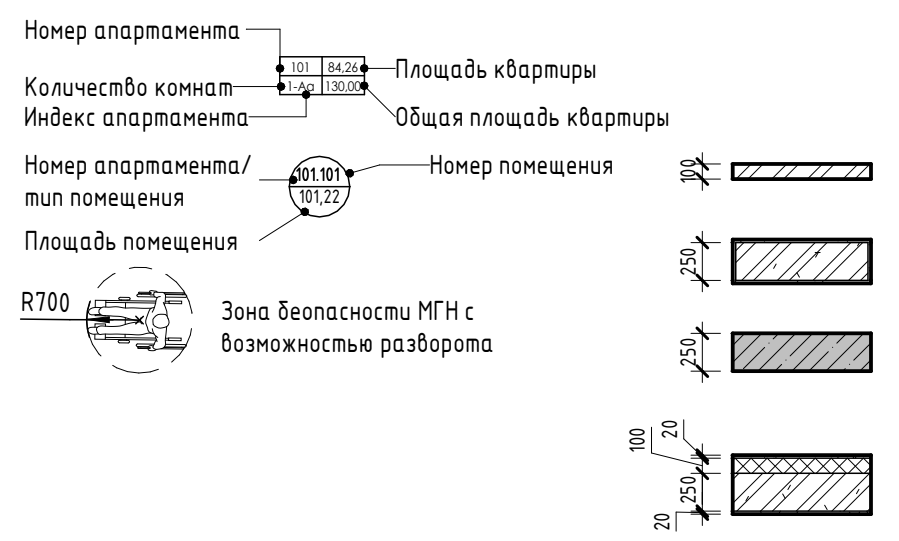 Номер апартамента
101 84,26
Площадь квартиры
Количество комнат
1-Аа 130,00
Индекс апартамента
Общая площадь квартиры
Номер апартамента/
тип помещения
101.101
101,22
Номер помещения
Площадь помещения
R700
Зона беопасности МГН с
возможностью разворота
100
250
250
20
100
250
20